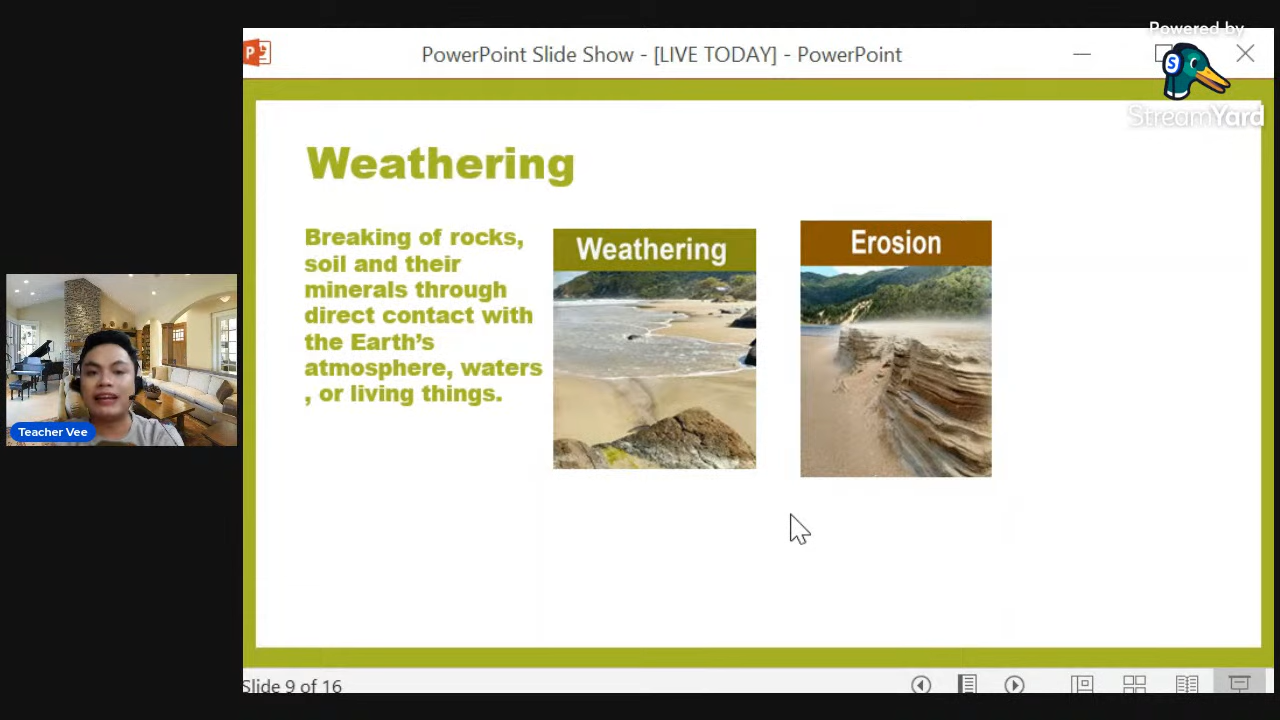 Powered by
PowerPoint Slide Show - [LIVE TODAY] - PowerPoint
StreamYard
Weathering
Breaking of rocks,
soil and their
minerals through
direct contact with
the Earth's
atmosphere, waters
, or living things.
Weathering
Erosion
Teacher Vee
Slide 9 of 16